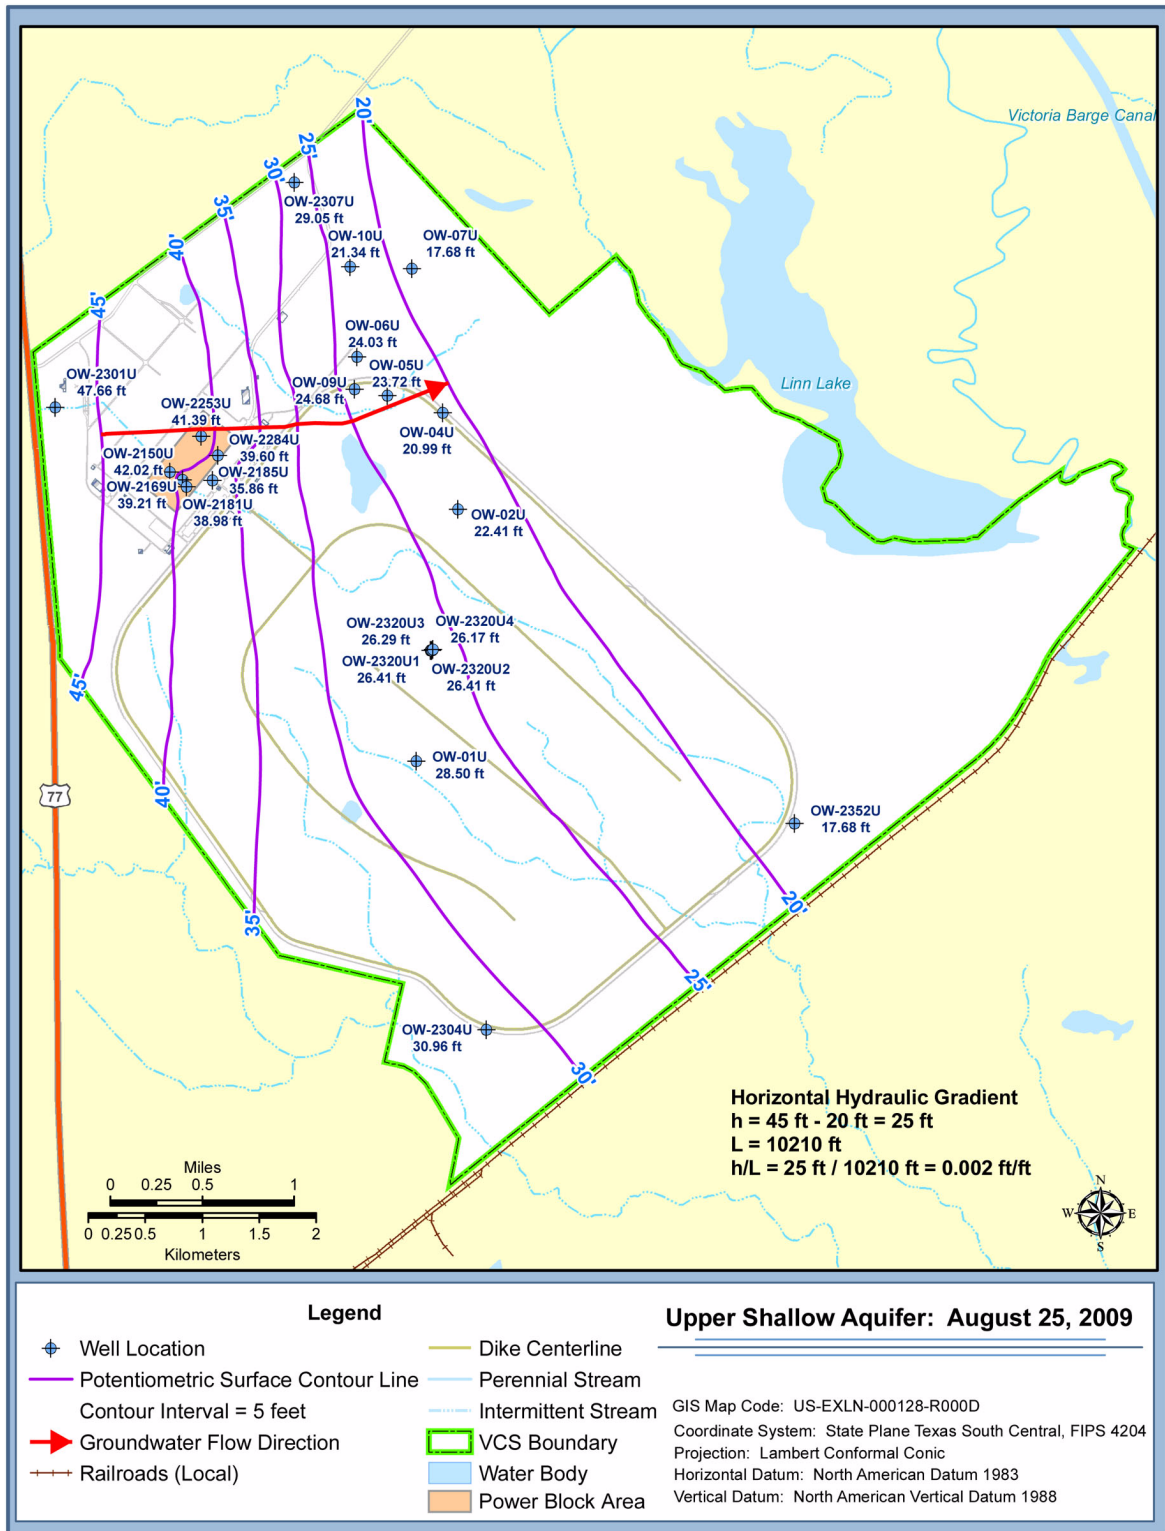 Victoria Barge Canal
20'
25'
30'
35'
40'
45'
OW-2307U
29.05 ft
OW-10U
21.34 ft
OW-07U
17.68 ft
OW-06U
24.03 ft
OW-05U
23.72 ft
OW-09U
24.68 ft
OW-04U
20.99 ft
Linn Lake
OW-2301U
47.66 ft
OW-2253U
41.39 ft
OW-2284U
39.60 ft
OW-2150U
42.02 ft
OW-2185U
35.86 ft
OW-2169U
39.21 ft
OW-2181U
38.98 ft
OW-02U
22.41 ft
OW-2320U3
26.29 ft
OW-2320U4
26.17 ft
OW-2320U1
26.41 ft
OW-2320U2
26.41 ft
45'
OW-01U
28.50 ft
77
40'
OW-2352U
17.68 ft
20'
35'
25'
OW-2304U
30.96 ft
30'
Horizontal Hydraulic Gradient
h = 45 ft - 20 ft = 25 ft
L = 10210 ft
h/L = 25 ft / 10210 ft = 0.002 ft/ft
Miles
0 0.25 0.5 1
0 0.25 0.5 1 1.5 2
Kilometers
N
W E
S
Legend
Well Location
Potentiometric Surface Contour Line
Contour Interval = 5 feet
Groundwater Flow Direction
Railroads (Local)
Dike Centerline
Perennial Stream
Intermittent Stream
VCS Boundary
Water Body
Power Block Area
Upper Shallow Aquifer: August 25, 2009
GIS Map Code: US-EXLN-000128-R000D
Coordinate System: State Plane Texas South Central, FIPS 4204
Projection: Lambert Conformal Conic
Horizontal Datum: North American Datum 1983
Vertical Datum: North American Vertical Datum 1988